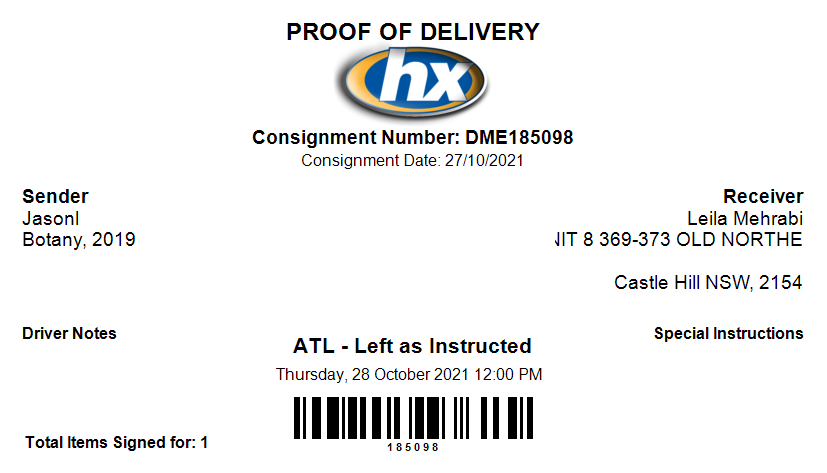 PROOF OF DELIVERY
hx
Consignment Number: DME185098
Consignment Date: 27/10/2021
Sender
Receiver
JasonI
Leila Mehrabi
Botany, 2019
8 369-373 OLD NORTHE
Castle Hill NSW, 2154
Driver Notes
Special Instructions
ATL - Left as Instructed
Thursday, 28 October 2021 12:00 PM
185098
Total Items Signed for: 1